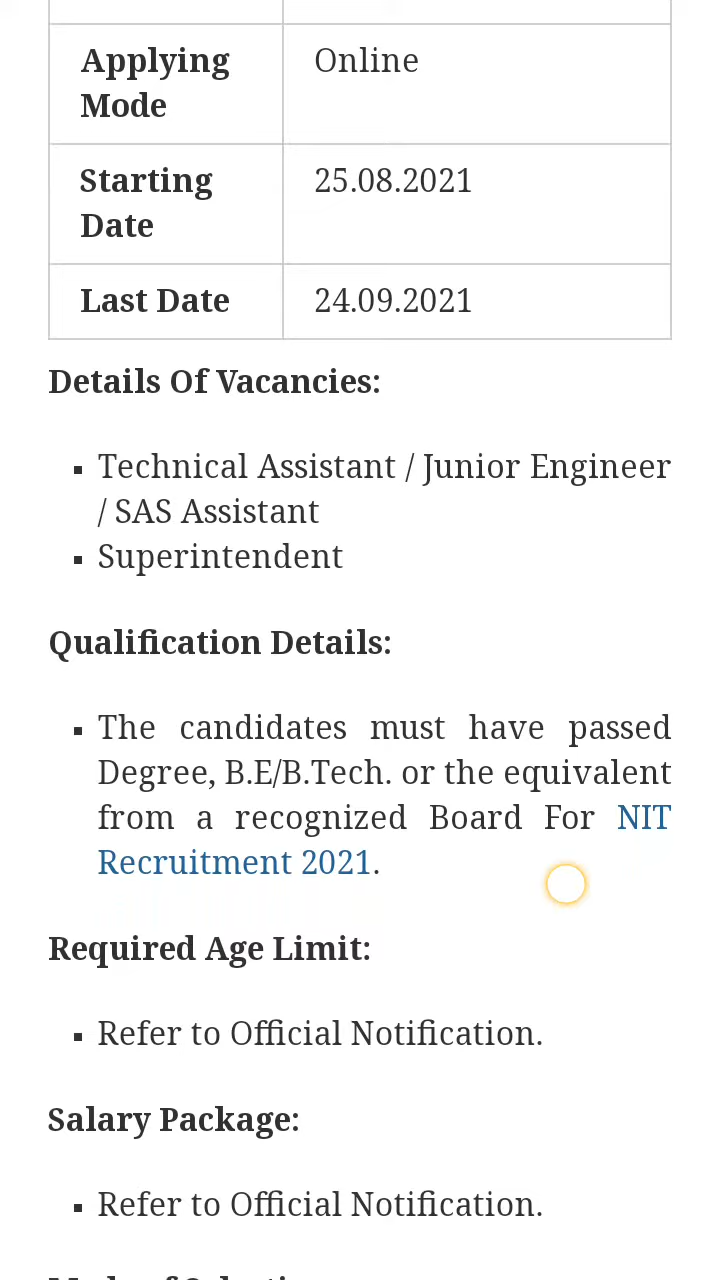 Applying Online
Mode
Starting 25.08.2021
Date
Last Date 24.09.2021
Details Of Vacancies:
▪ Technical Assistant / Junior Engineer
/ SAS Assistant
▪ Superintendent
Qualification Details:
▪ The candidates must have passed
Degree, B.E/B.Tech. or the equivalent
from a recognized Board For NIT
Recruitment 2021.
Required Age Limit:
▪ Refer to Official Notification.
Salary Package:
▪ Refer to Official Notification.